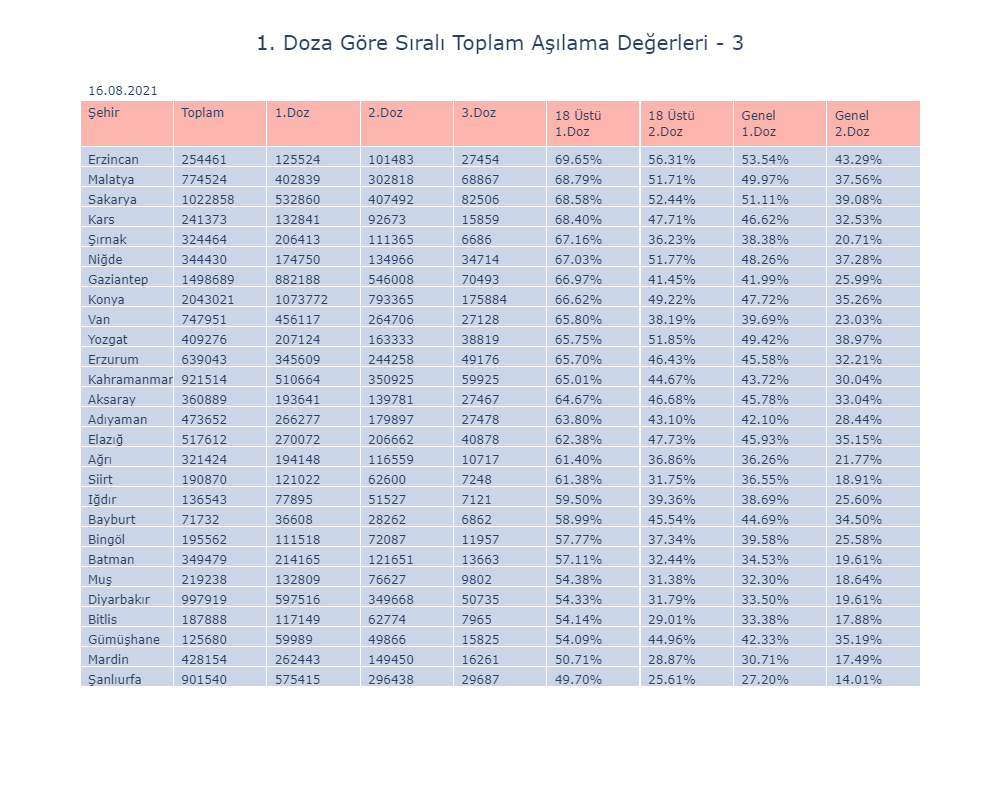 1. Doza Göre Sıralı Toplam Aşılama Değerleri - 3
16.08.2021
Şehir Toplam 1.Doz 2.Doz 3.Doz 18 Üstü 1.Doz 18 Üstü 2.Doz Genel 1.Doz Genel 2.Doz
Erzincan 254461 125524 101483 27454 69.65% 56.31% 53.54% 43.29%
Malatya 774524 402839 302818 68867 68.79% 51.71% 49.97% 37.56%
Sakarya 1022858 532860 407492 82506 68.58% 52.44% 51.11% 39.08%
Kars 241373 132841 92673 15859 68.40% 47.71% 46.62% 32.53%
Şırnak 324464 206413 111365 6686 67.16% 36.23% 38.38% 20.71%
Niğde 344430 174750 134966 34714 67.03% 51.77% 48.26% 37.28%
Gaziantep 1498689 882188 546008 70493 66.97% 41.45% 41.99% 25.99%
Konya 2043021 1073772 793365 175884 66.62% 49.22% 47.72% 35.26%
Van 747951 456117 264706 27128 65.80% 38.19% 39.69% 23.03%
Yozgat 409276 207124 163333 38819 65.75% 51.85% 49.42% 38.97%
Erzurum 639043 345609 244258 49176 65.70% 46.43% 45.58% 32.21%
Kahramanmar 921514 510664 350925 59925 65.01% 44.67% 43.72% 30.04%
Aksaray 360889 193641 139781 27467 64.67% 46.68% 45.78% 33.04%
Adıyaman 473652 266277 179897 27478 63.80% 43.10% 42.10% 28.44%
Elazığ 517612 270072 206662 40878 62.38% 47.73% 45.93% 35.15%
Ağrı 321424 194148 116559 10717 61.40% 36.86% 36.26% 21.77%
Siirt 190870 121022 62600 7248 61.38% 31.75% 36.55% 18.91%
Iğdır 136543 77895 51527 7121 59.50% 39.36% 38.69% 25.60%
Bayburt 71732 36608 28262 6862 58.99% 45.54% 44.69% 34.50%
Bingöl 195562 111518 72087 11957 57.77% 37.34% 39.58% 25.58%
Batman 349479 214165 121651 13663 57.11% 32.44% 34.53% 19.61%
Muş 219238 132809 76627 9802 54.38% 31.38% 32.30% 18.64%
Diyarbakır 997919 597516 349668 50735 54.33% 31.79% 33.50% 19.61%
Bitlis 187888 117149 62774 7965 54.14% 29.01% 33.38% 17.88%
Gümüşhane 125680 59989 49866 15825 54.09% 44.96% 42.33% 35.19%
Mardin 428154 262443 149450 16261 50.71% 28.87% 30.71% 17.49%
Şanlıurfa 901540 575415 296438 29687 49.70% 25.61% 27.20% 14.01%